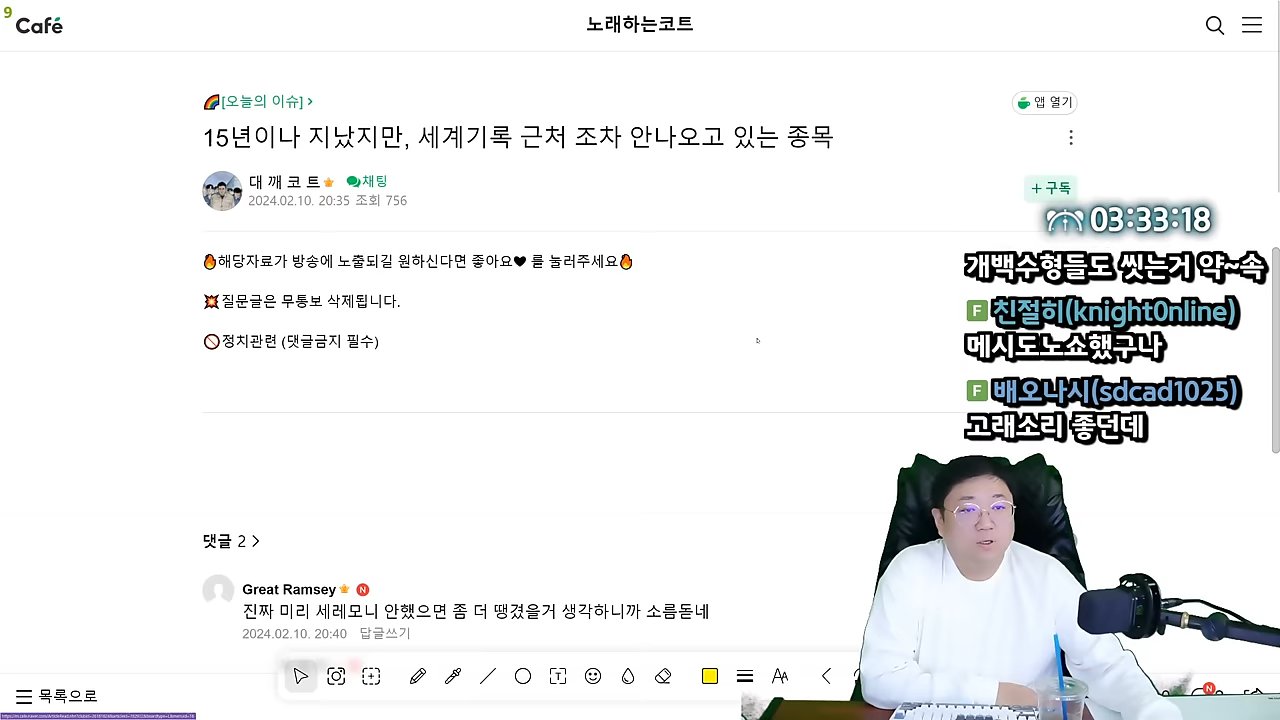 9
Café
노래하는코트
[오늘의 이슈] >
앱 열기
15년이나 지났지만, 세계기록 근처 조차 안나오고 있는 종목
대 깨 코 트 채팅
2024.02.10. 20:35 조회 756
+ 구독
03:33:18
🔥해당자료가 방송에 노출되길 원하신다면 좋아요♥ 를 눌러주세요🔥
💥질문글은 무통보 삭제됩니다.
🚫정치관련 (댓글금지 필수)
개백수형들도 씻는거 약~속
F 친절히(knight0nline)
메시도노쇼했구나
F 배오나시(sdcad1025)
고래소리 좋던데
댓글 2 >
Great Ramsey N
진짜 미리 세레모니 안했으면 좀 더 땡겼을거 생각하니까 소름돋네
2024.02.10. 20:40 답글쓰기
목록으로
N